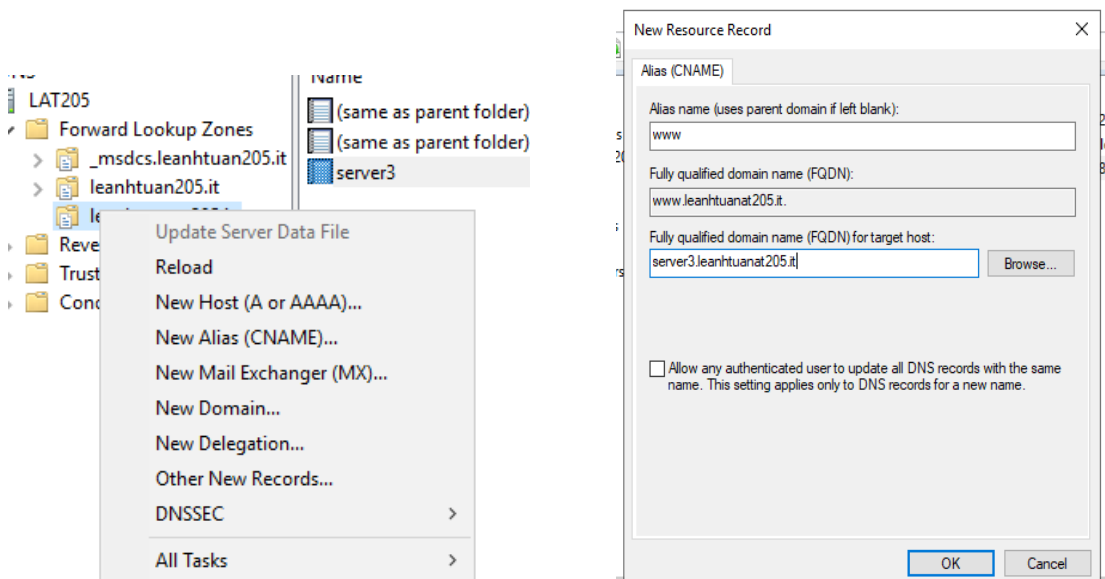 Name
LAT205
Forward Lookup Zones
_msdcs.leanhtuan205.it
leanhtuan205.it
(same as parent folder)
(same as parent folder)
server3
Update Server Data File
Reload
New Host (A or AAAA)...
New Alias (CNAME)...
New Mail Exchanger (MX)...
New Domain...
New Delegation...
Other New Records...
DNSSEC
All Tasks
New Resource Record
Alias (CNAME)
Alias name (uses parent domain if left blank):
www
Fully qualified domain name (FQDN):
www.leanhtuanat205.it.
Fully qualified domain name (FQDN) for target host:
server3.leanhtuanat205.it
Browse...
Allow any authenticated user to update all DNS records with the same
name. This setting applies only to DNS records for a new name.
OK
Cancel